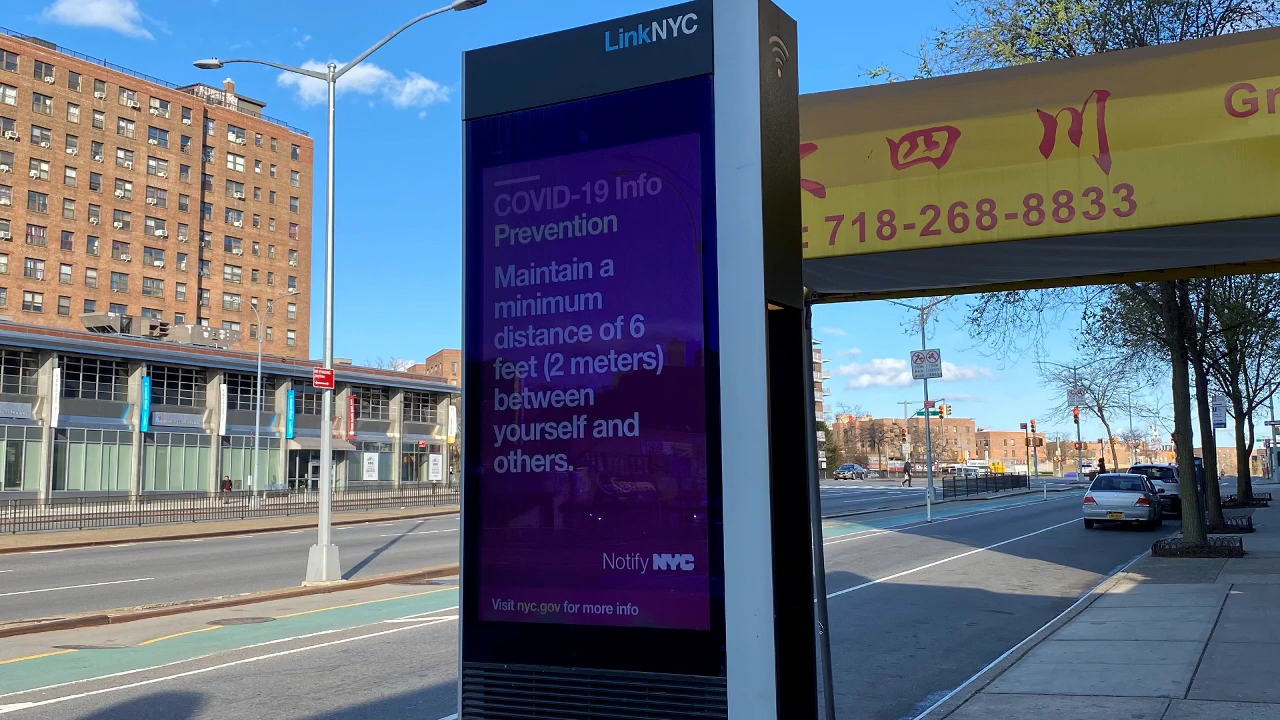 LinkNYC
COVID-19 Info
Prevention
Maintain a
minimum
distance of 6
feet (2 meters)
between
yourself and
others.
Notify NYC
Visit nyc.gov for more info
四川
Gr
: 718-268-8833